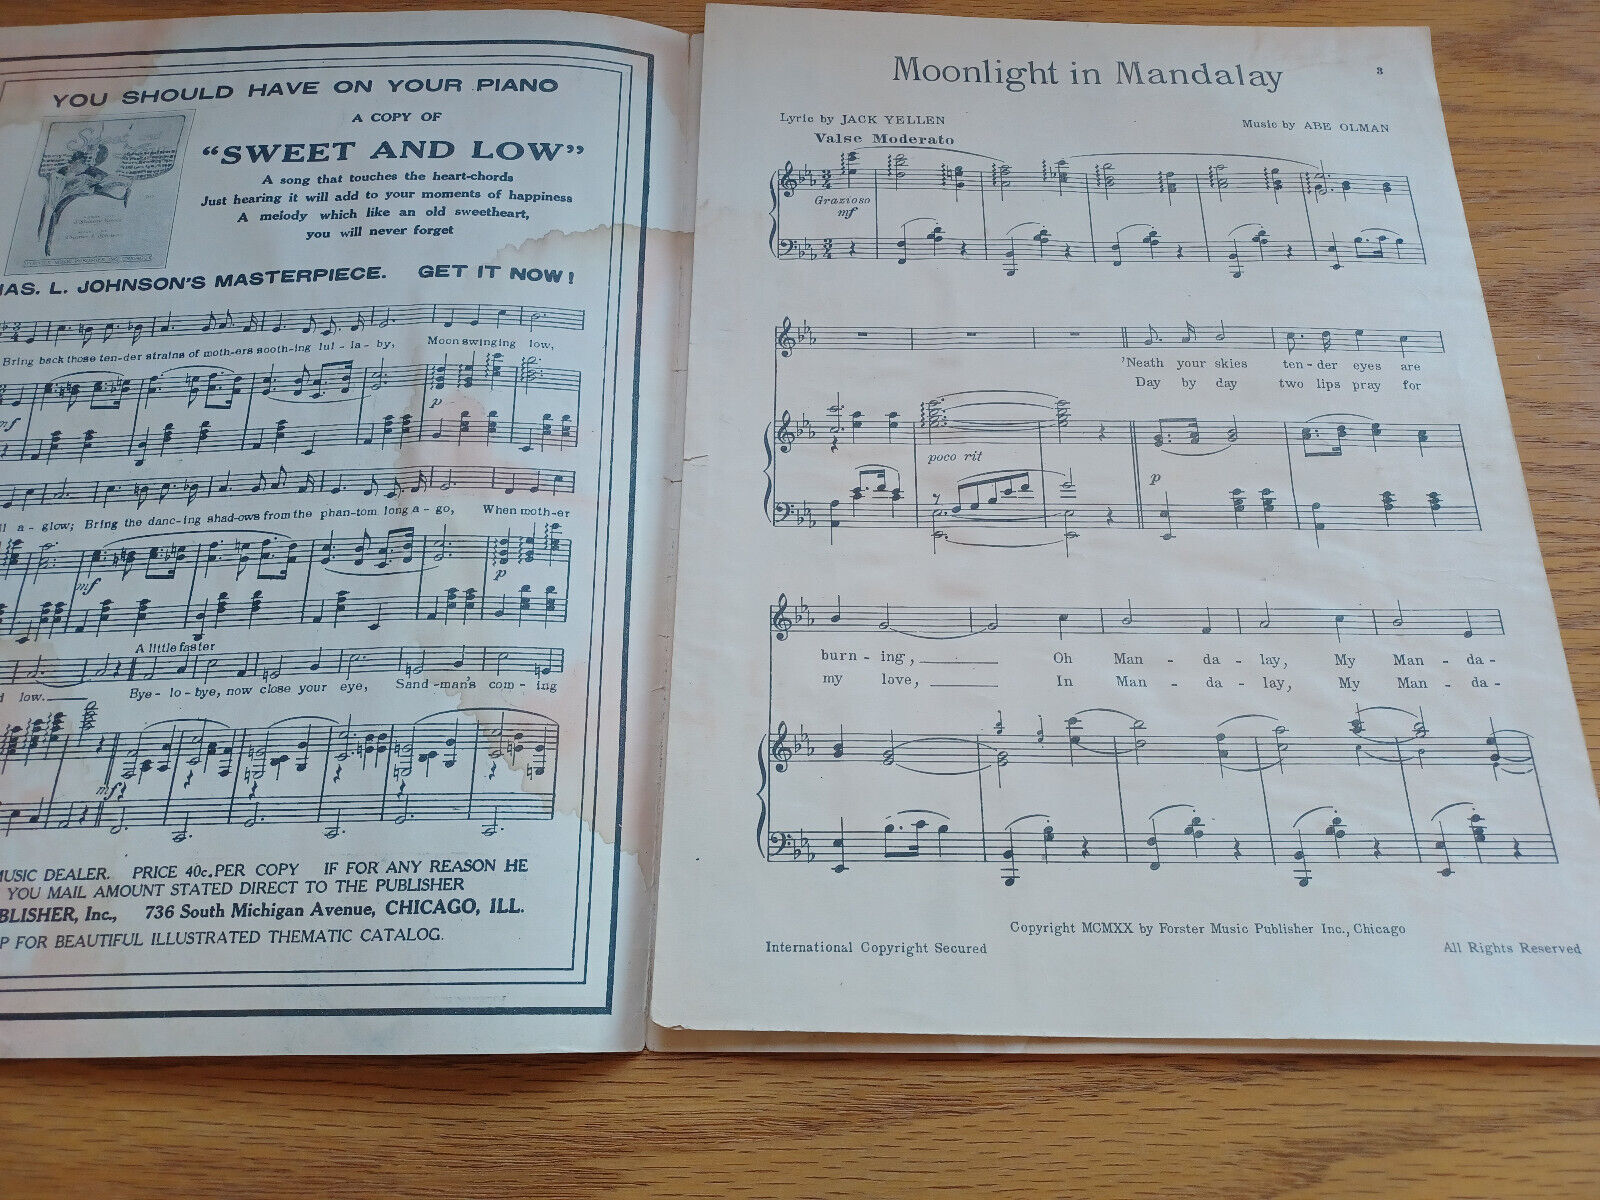 YOU SHOULD HAVE ON YOUR PIANO
A COPY OF
"SWEET AND LOW"
A song that touches the heart-chords
Just hearing it will add to your moments of happiness
A melody which like an old sweetheart,
you will never forget
AS. L. JOHNSON'S MASTERPIECE. GET IT NOW!
Bring back those ten-der strains of moth-ers sooth-ing lul-la-by, Moon swinging low,
mf
p
a-glow; Bring the danc-ing shad-ows from the phan-tom long a-go, When moth-er
mf
p
A little faster
low. Bye-lo-bye, now close your eye, Sand-man's com-ing
mf
MUSIC DEALER. PRICE 40c. PER COPY IF FOR ANY REASON HE
YOU MAIL AMOUNT STATED DIRECT TO THE PUBLISHER
BLISHER, Inc., 736 South Michigan Avenue, CHICAGO, ILL.
P FOR BEAUTIFUL ILLUSTRATED THEMATIC CATALOG.
Moonlight in Mandalay
3
Lyric by JACK YELLEN
Music by ABE OLMAN
Valse Moderato
Grazioso
mf
'Neath your skies ten-der eyes are
Day by day two lips pray for
poco rit
p
burn-ing, Oh Man-da-lay, My Man-da-
my love, In Man-da-lay, My Man-da-
Copyright MCMXX by Forster Music Publisher Inc., Chicago
International Copyright Secured
All Rights Reserved